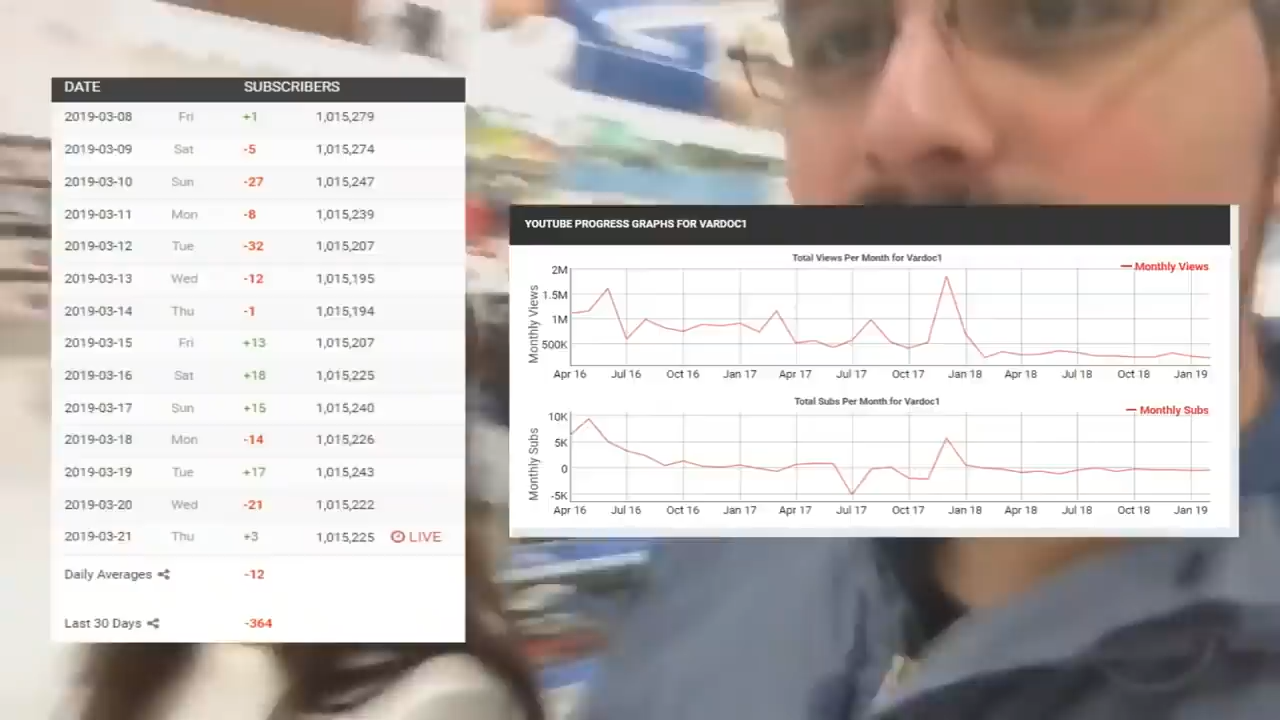 DATE SUBSCRIBERS
2019-03-08 Fri +1 1,015,279
2019-03-09 Sat -5 1,015,274
2019-03-10 Sun -27 1,015,247
2019-03-11 Mon -8 1,015,239
2019-03-12 Tue -32 1,015,207
2019-03-13 Wed -12 1,015,195
2019-03-14 Thu -1 1,015,194
2019-03-15 Fri +13 1,015,207
2019-03-16 Sat +18 1,015,225
2019-03-17 Sun +15 1,015,240
2019-03-18 Mon -14 1,015,226
2019-03-19 Tue +17 1,015,243
2019-03-20 Wed -21 1,015,222
2019-03-21 Thu +3 1,015,225 LIVE
Daily Averages -12
Last 30 Days -364
YOUTUBE PROGRESS GRAPHS FOR VARDOC1
Total Views Per Month for Vardoc1
Monthly Views
Monthly Views
2M
1.5M
1M
500K
Apr 16 Jul 16 Oct 16 Jan 17 Apr 17 Jul 17 Oct 17 Jan 18 Apr 18 Jul 18 Oct 18 Jan 19
Total Subs Per Month for Vardoc1
Monthly Subs
Monthly Subs
10K
5K
0
-5K
Apr 16 Jul 16 Oct 16 Jan 17 Apr 17 Jul 17 Oct 17 Jan 18 Apr 18 Jul 18 Oct 18 Jan 19